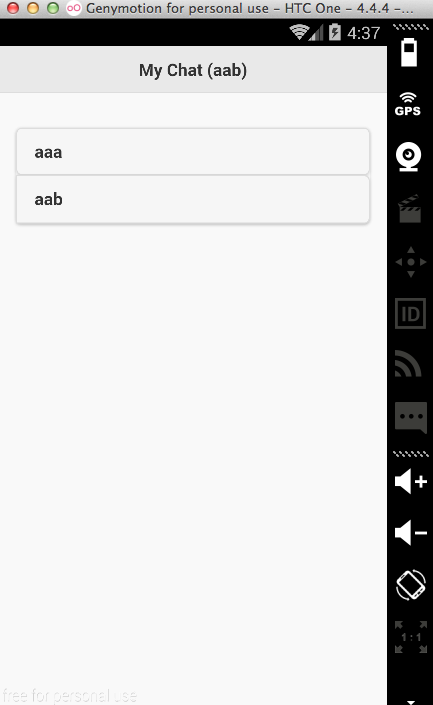 Genymotion for personal use - HTC One - 4.4.4 -...
4:37
My Chat (aab)
GPS
aaa
aab
ID
1:1
free for personal use